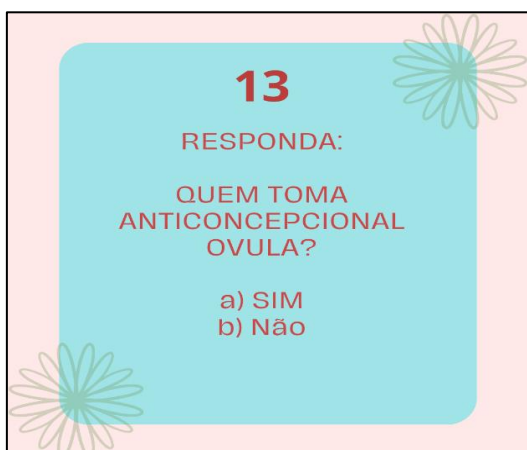 13
RESPONDA:
QUEM TOMA
ANTICONCEPCIONAL
OVULA?
a) SIM
b) Não